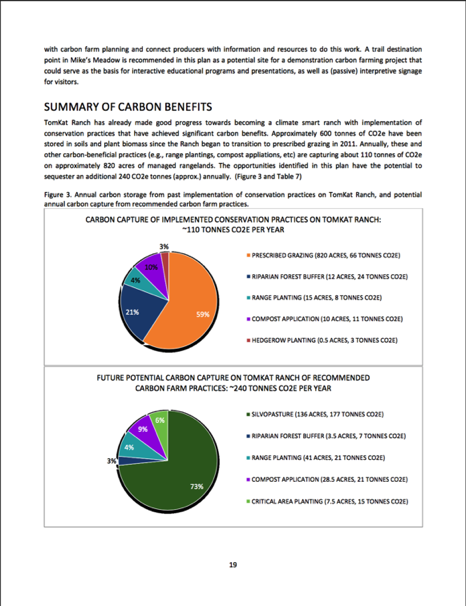 with carbon farm planning and connect producers with information and resources to do this work. A trail destination
point in Mike's Meadow is recommended in this plan as a potential site for a demonstration carbon farming project that
could serve as the basis for interactive educational programs and presentations, as well as (passive) interpretive signage
for visitors.
SUMMARY OF CARBON BENEFITS
TomKat Ranch has already made good progress towards becoming a climate smart ranch with implementation of
conservation practices that have achieved significant carbon benefits. Approximately 600 tonnes of CO2e have been
stored in soils and plant biomass since the Ranch began to transition to prescribed grazing in 2011. Annually, these and
other carbon-beneficial practices (e.g., range plantings, compost appliations, etc) are capturing about 110 tonnes of CO2e
on approximately 820 acres of managed rangelands. The opportunities identified in this plan have the potential to
sequester an additional 240 CO2e tonnes (approx.) annually. (Figure 3 and Table 7)
Figure 3. Annual carbon storage from past implementation of conservation practices on TomKat Ranch, and potential
annual carbon capture from recommended carbon farm practices.
CARBON CAPTURE OF IMPLEMENTED CONSERVATION PRACTICES ON TOMKAT RANCH:
~110 TONNES CO2E PER YEAR
3%
10%
4%
21%
59%
PRESCRIBED GRAZING (820 ACRES, 66 TONNES CO2E)
RIPARIAN FOREST BUFFER (12 ACRES, 24 TONNES CO2E)
RANGE PLANTING (15 ACRES, 8 TONNES CO2E)
COMPOST APPLICATION (10 ACRES, 11 TONNES CO2E)
HEDGEROW PLANTING (0.5 ACRES, 3 TONNES CO2E)
FUTURE POTENTIAL CARBON CAPTURE ON TOMKAT RANCH OF RECOMMENDED
CARBON FARM PRACTICES: ~240 TONNES CO2E PER YEAR
6%
9%
4%
3%
73%
SILVOPASTURE (136 ACRES, 177 TONNES CO2E)
RIPARIAN FOREST BUFFER (3.5 ACRES, 7 TONNES CO2E)
RANGE PLANTING (41 ACRES, 21 TONNES CO2E)
COMPOST APPLICATION (28.5 ACRES, 21 TONNES CO2E)
CRITICAL AREA PLANTING (7.5 ACRES, 15 TONNES CO2E)
19